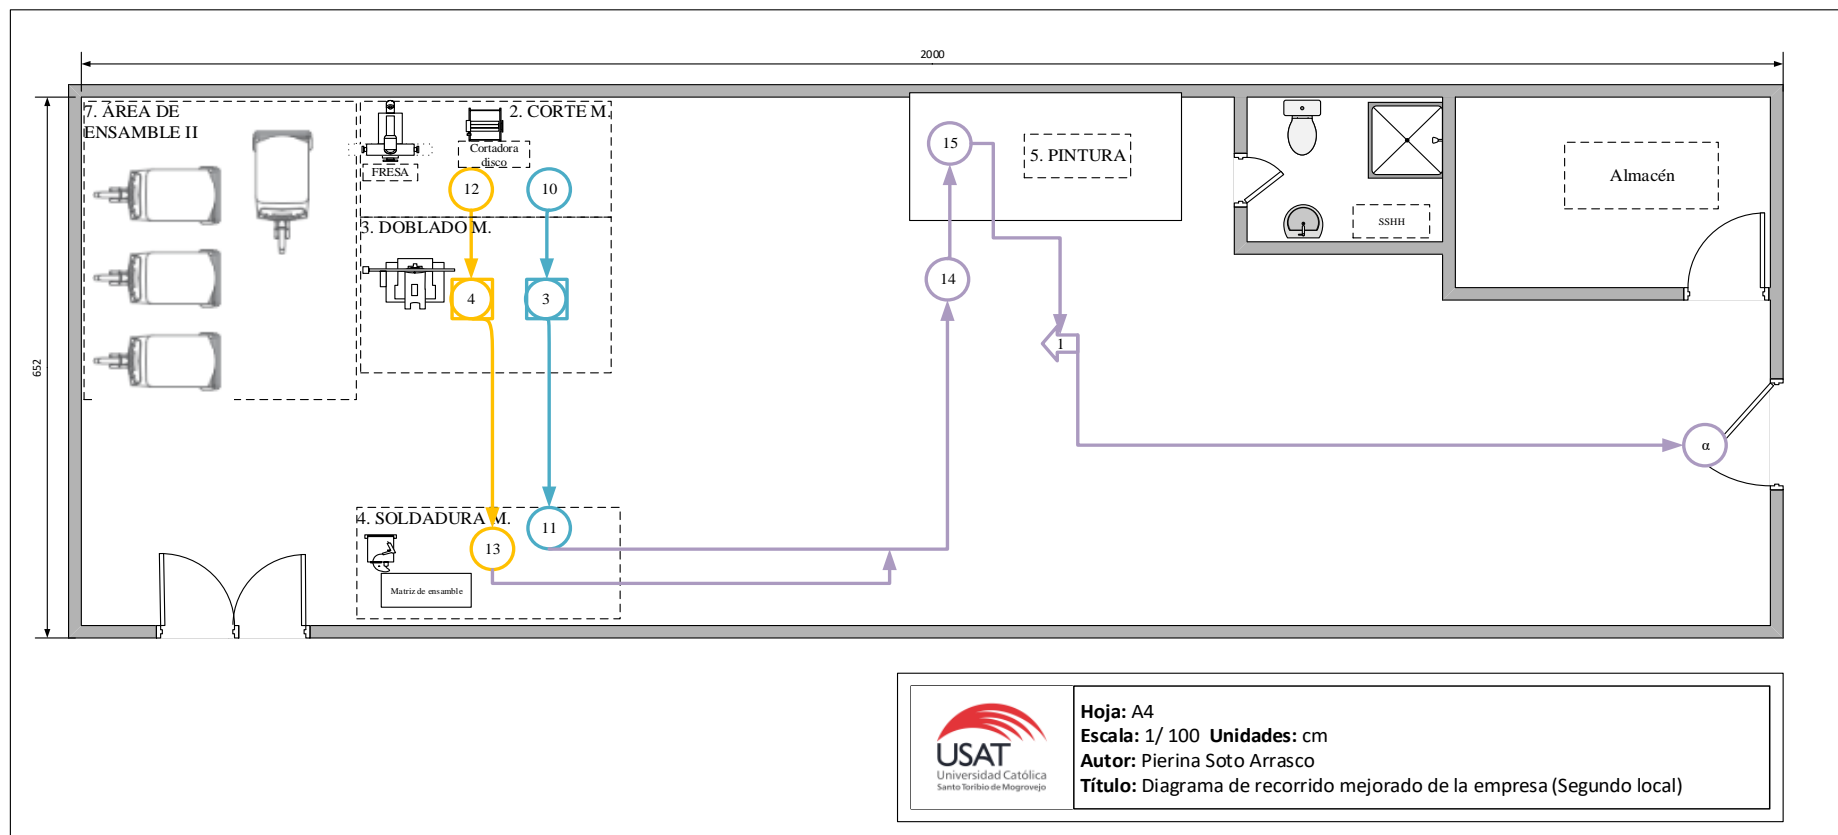 2000
652
7. ÁREA DE
ENSAMBLE II
2. CORTE M.
Cortadora
disco
FRESA
12
10
3. DOBLADO M.
4
3
4. SOLDADURA M.
11
13
Matriz de ensamble
15
5. PINTURA
14
1
SSHH
Almacén
α
USAT
Universidad Católica
Santo Toribio de Mogrovejo
Hoja: A4
Escala: 1/ 100 Unidades: cm
Autor: Pierina Soto Arrasco
Título: Diagrama de recorrido mejorado de la empresa (Segundo local)